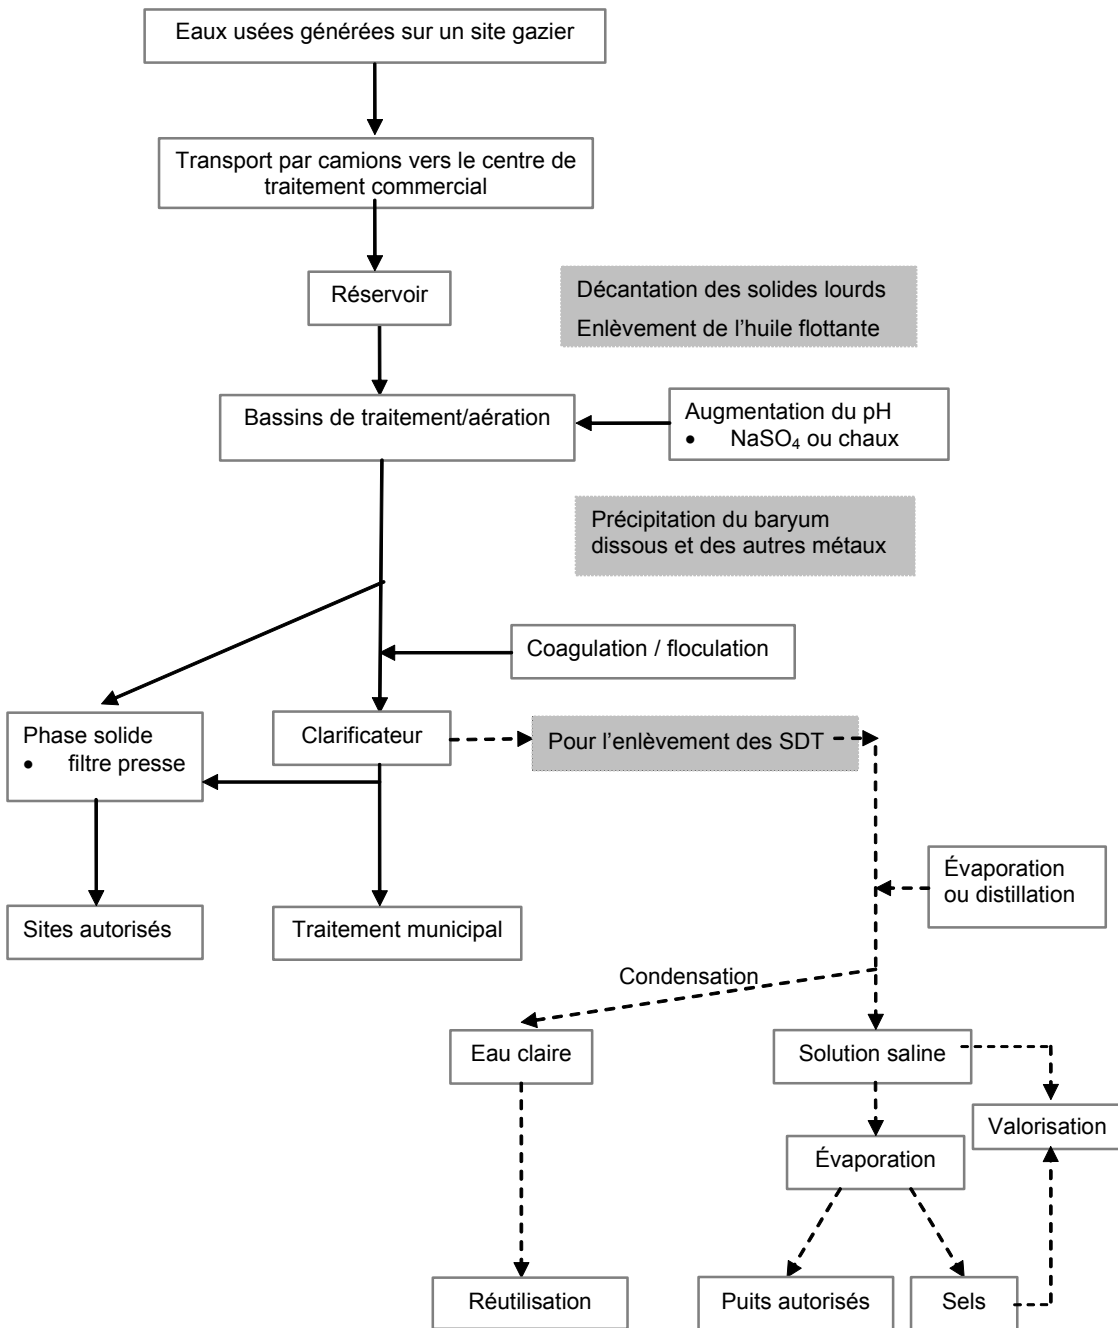 Eaux usées générées sur un site gazier
Transport par camions vers le centre de
traitement commercial
Réservoir
Décantation des solides lourds
Enlèvement de l'huile flottante
Bassins de traitement/aération
Augmentation du pH
• NaSO₄ ou chaux
Précipitation du baryum
dissous et des autres métaux
Coagulation / floculation
Phase solide
• filtre presse
Clarificateur
Pour l'enlèvement des SDT
Évaporation
ou distillation
Sites autorisés
Traitement municipal
Condensation
Eau claire
Solution saline
Valorisation
Évaporation
Réutilisation
Puits autorisés
Sels